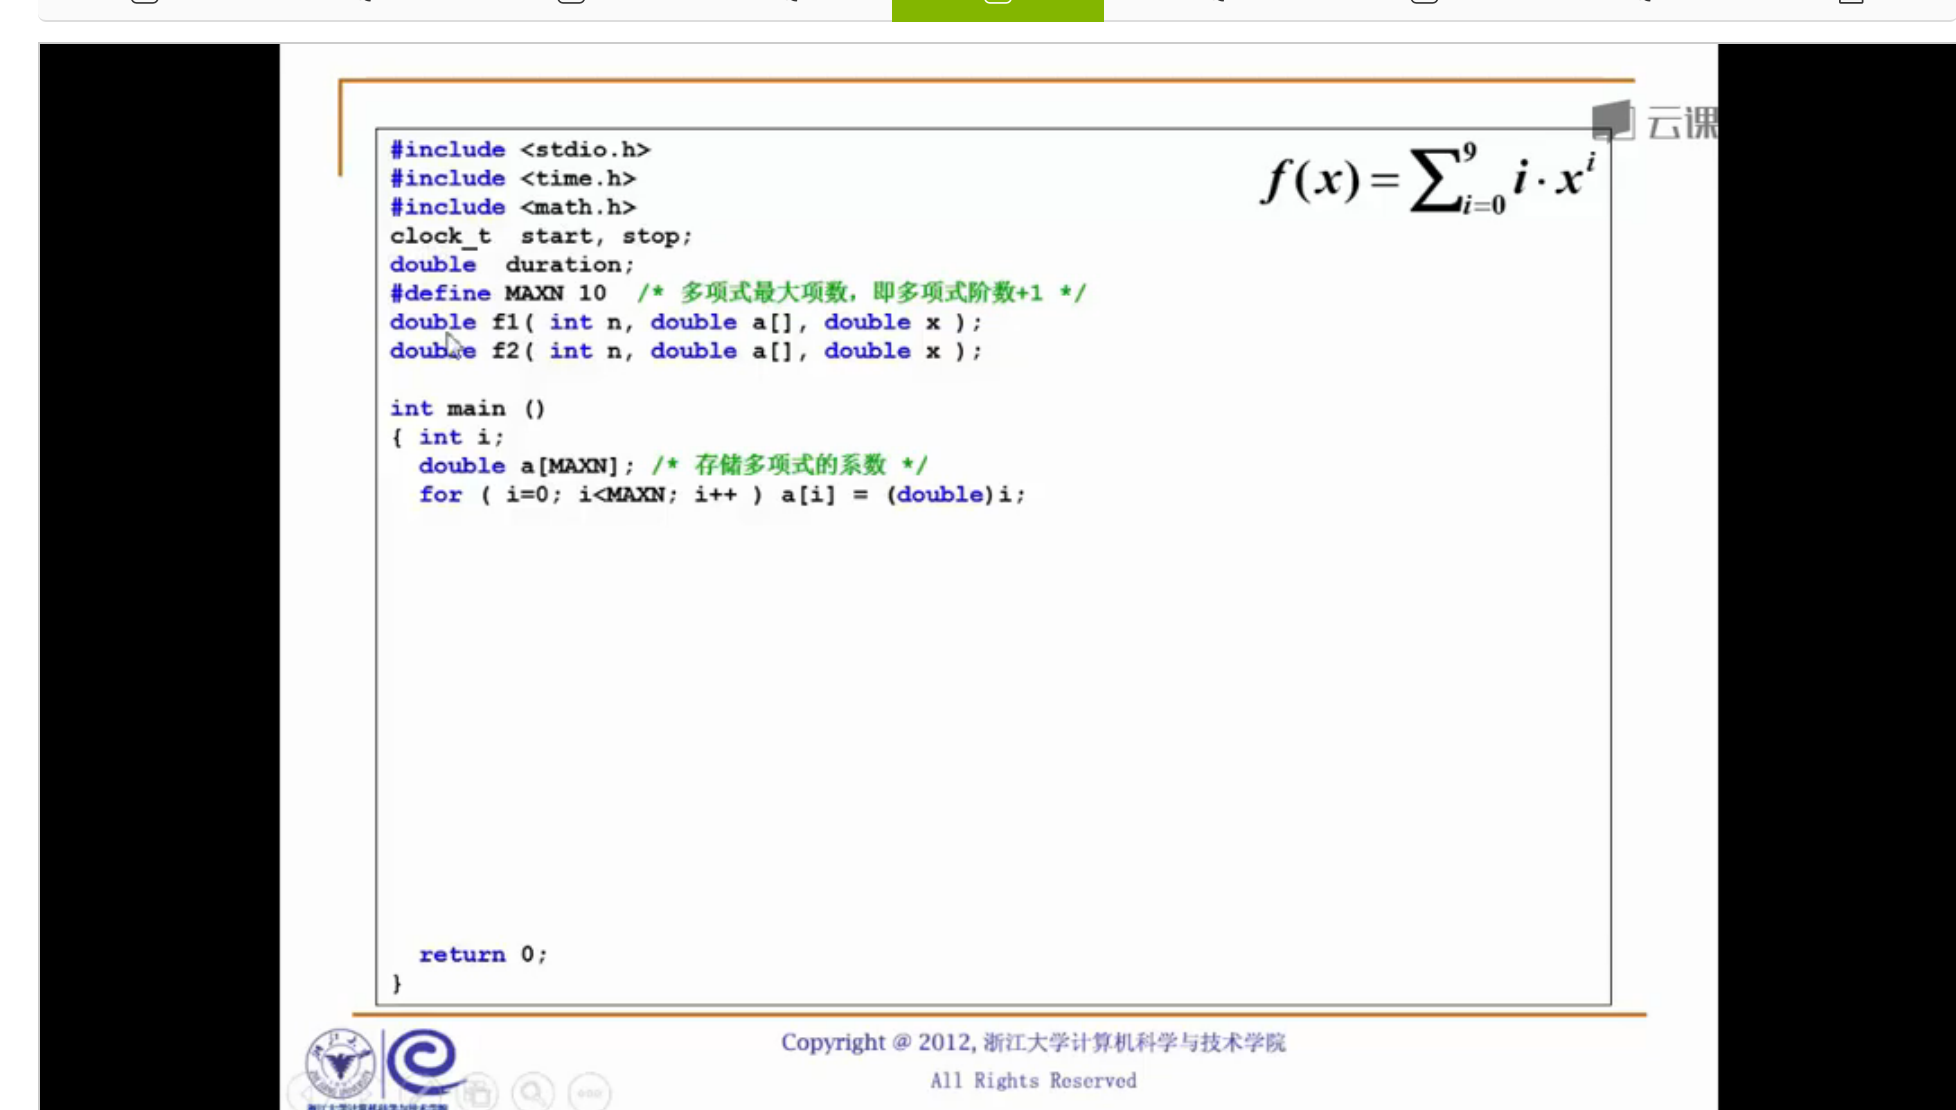 云课
#include <stdio.h>
#include <time.h>
#include <math.h>
clock_t  start, stop;
double  duration;
#define MAXN 10  /* 多项式最大项数，即多项式阶数+1 */
double f1( int n, double a[], double x );
double f2( int n, double a[], double x );
f(x) = ∑_{i=0}^{9} i · x^i
int main ()
{ int i;
double a[MAXN]; /* 存储多项式的系数 */
for ( i=0; i<MAXN; i++ ) a[i] = (double)i;
return 0;
}
Copyright @ 2012, 浙江大学计算机科学与技术学院
All Rights Reserved